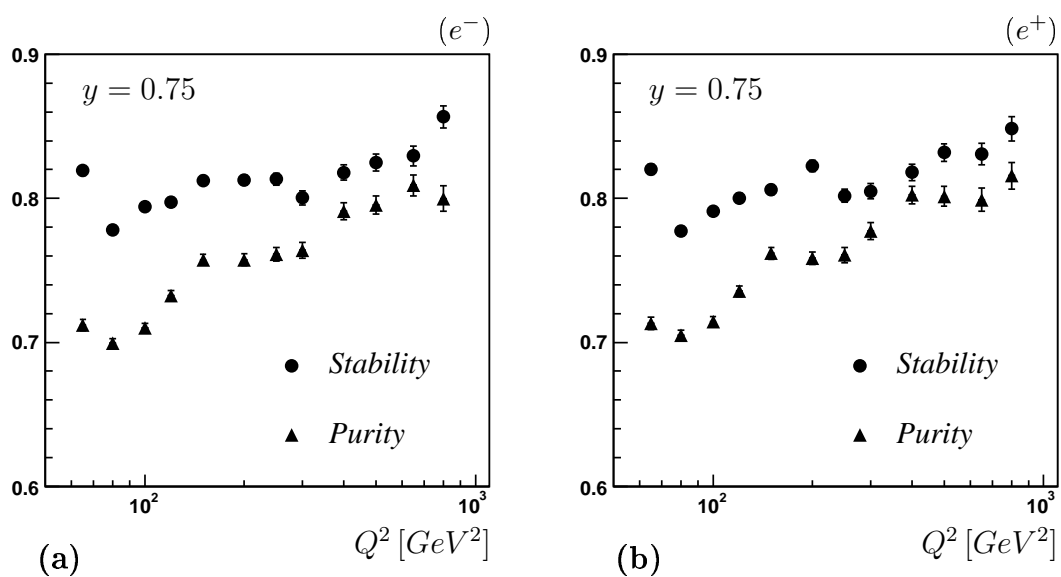 (e⁻)
0.9
y = 0.75
0.8
0.7
Stability
Purity
0.6
10²
10³
Q² [GeV²]
(a)
(e⁺)
0.9
y = 0.75
0.8
0.7
Stability
Purity
0.6
10²
10³
Q² [GeV²]
(b)